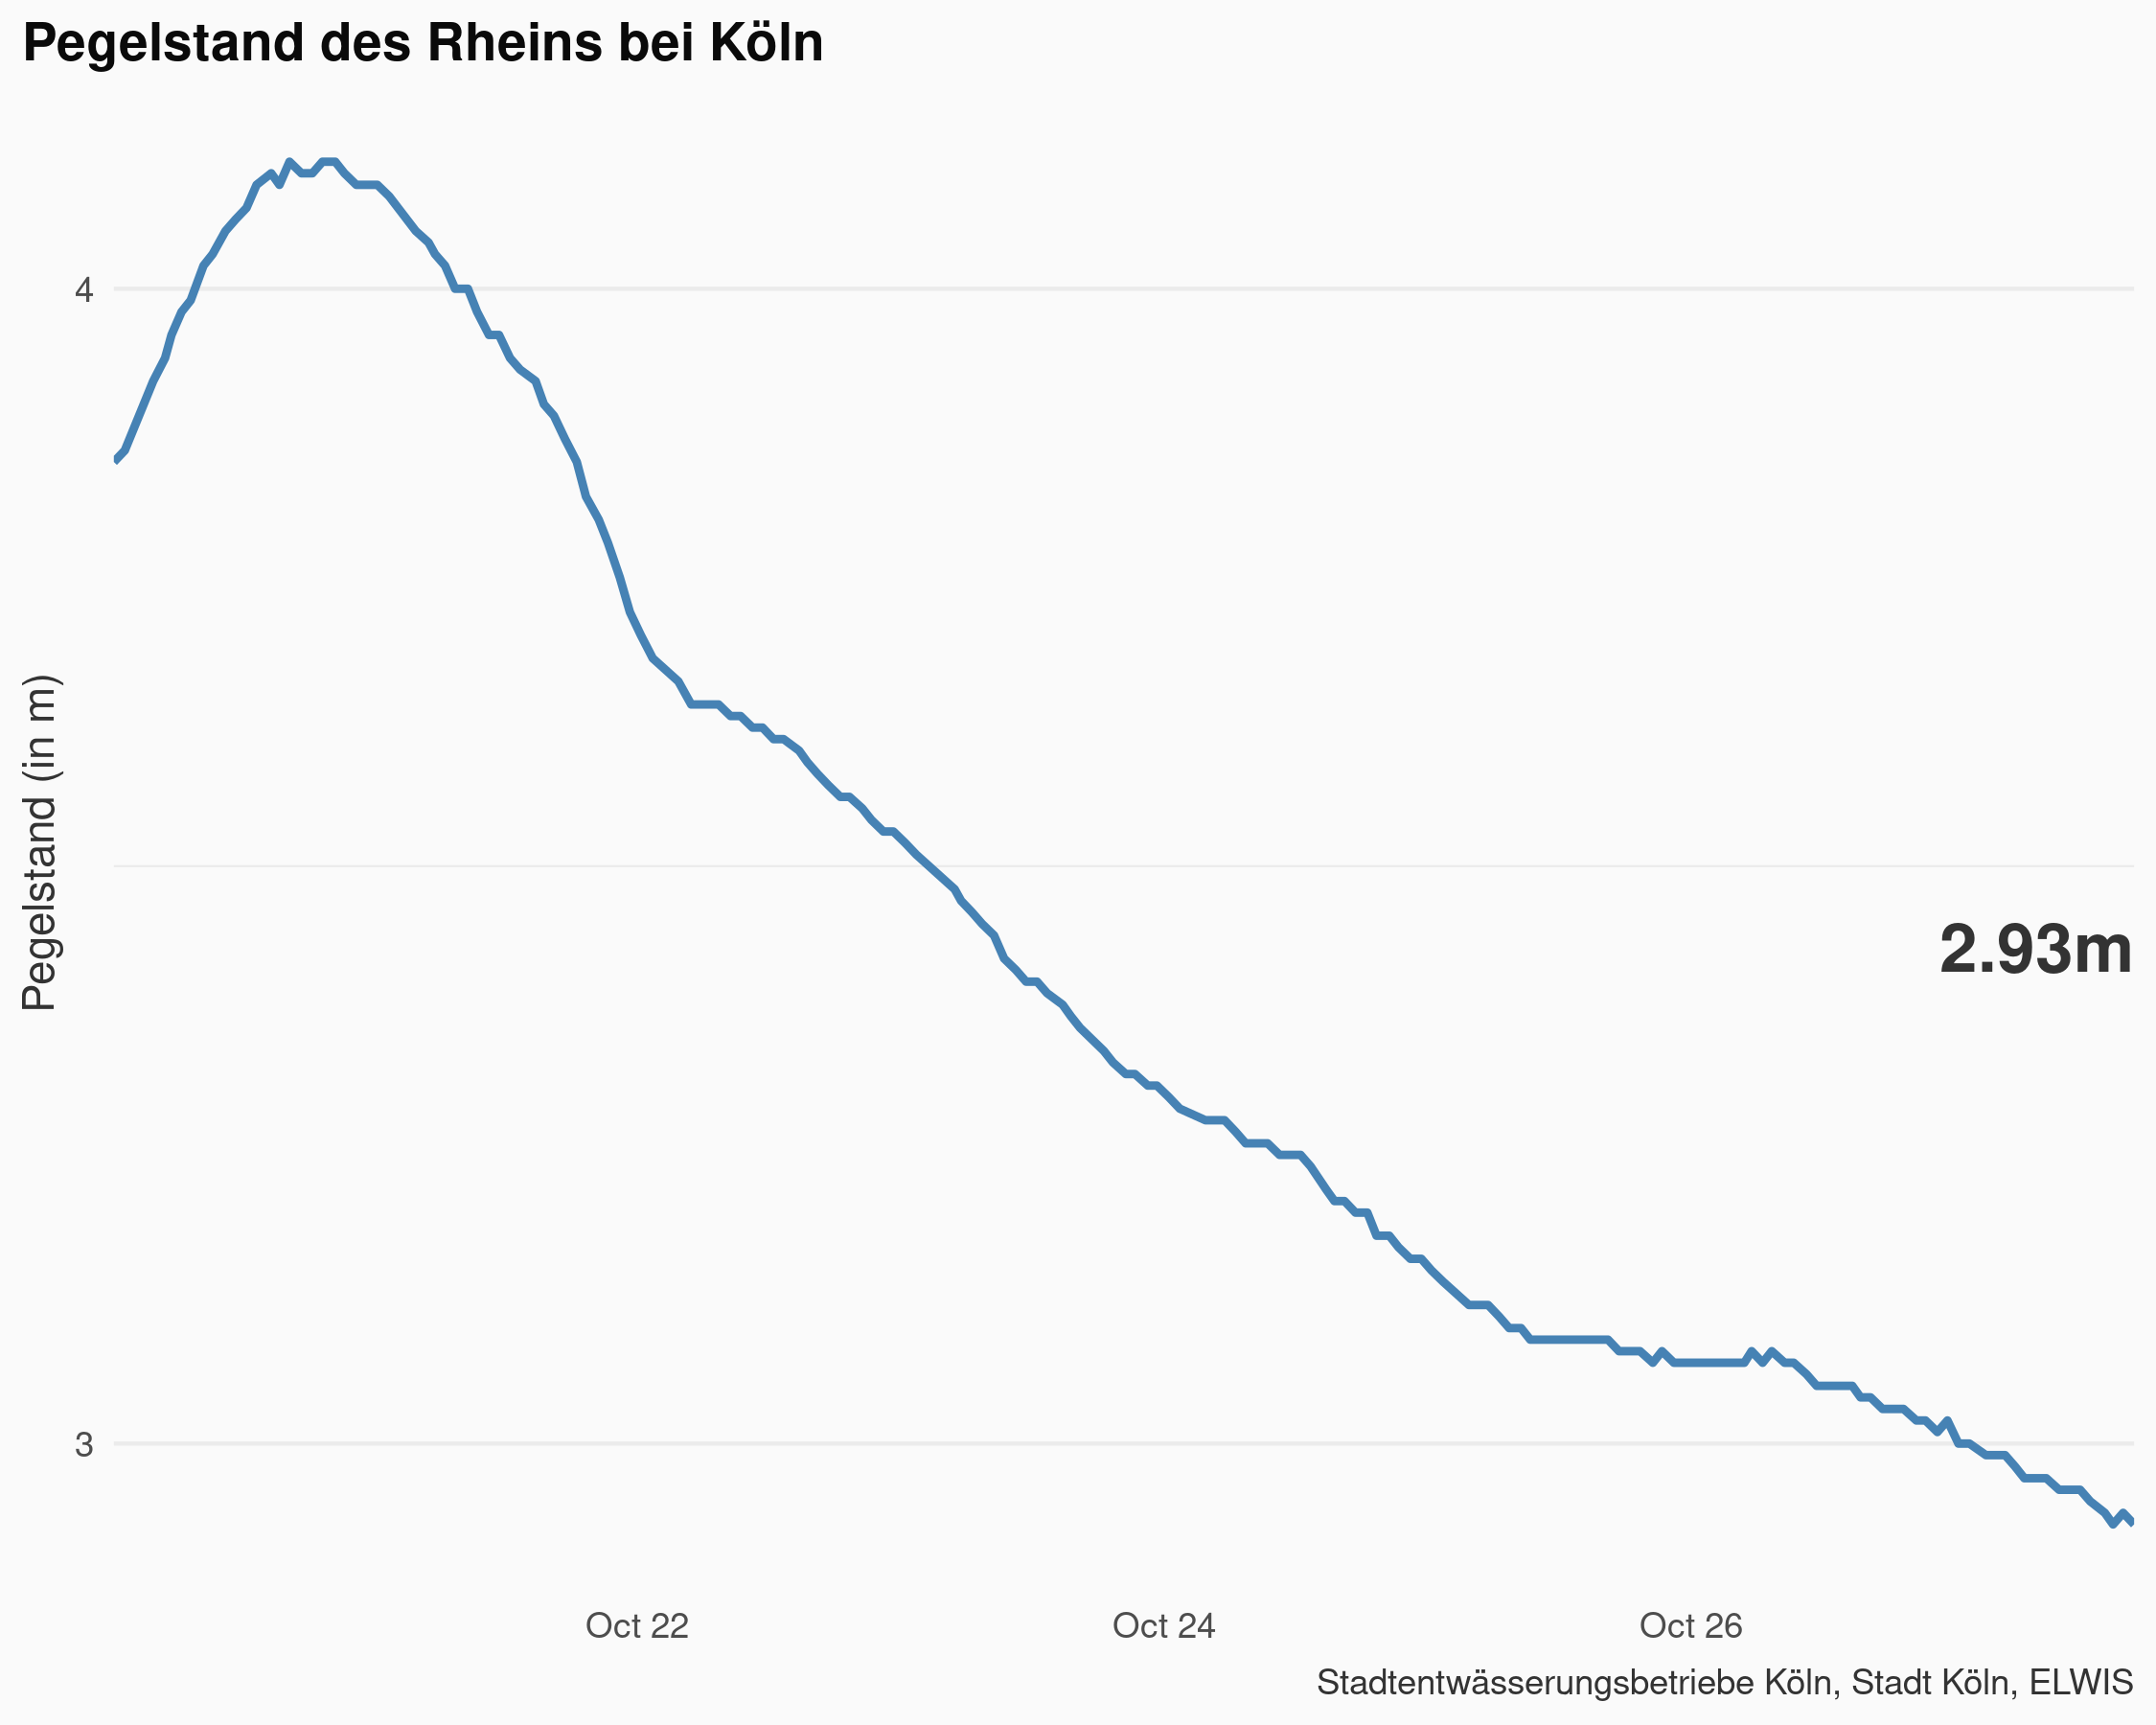 Pegelstand des Rheins bei Köln
Pegelstand (in m)
4
3
2.93m
Oct 22
Oct 24
Oct 26
Stadtentwässerungsbetriebe Köln, Stadt Köln, ELWIS